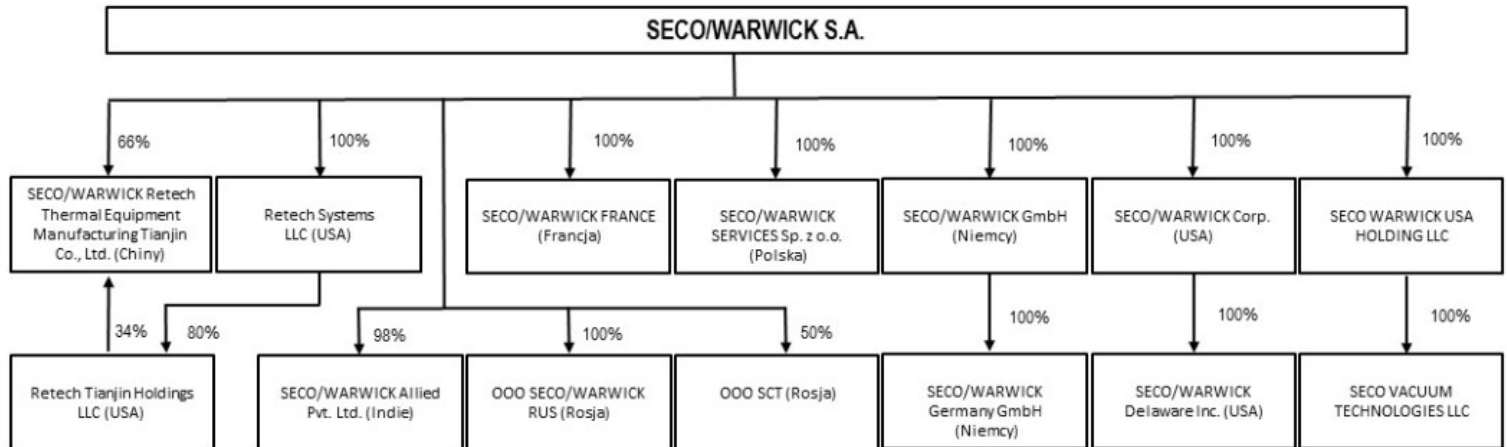 SECO/WARWICK S.A.
66%
100%
100%
100%
100%
100%
100%
SECO/WARWICK Retech
Thermal Equipment
Manufacturing Tianjin
Co., Ltd. (Chiny)
Retech Systems
LLC (USA)
SECO/WARWICK FRANCE
(Francja)
SECO/WARWICK
SERVICES Sp. z o.o.
(Polska)
SECO/WARWICK GmbH
(Niemcy)
SECO/WARWICK Corp.
(USA)
SECO WARWICK USA
HOLDING LLC
34%
80%
98%
100%
50%
100%
100%
100%
Retech Tianjin Holdings
LLC (USA)
SECO/WARWICK Allied
Pvt. Ltd. (Indie)
OOO SECO/WARWICK
RUS (Rosja)
OOO SCT (Rosja)
SECO/WARWICK
Germany GmbH
(Niemcy)
SECO/WARWICK
Delaware Inc. (USA)
SECO VACUUM
TECHNOLOGIES LLC